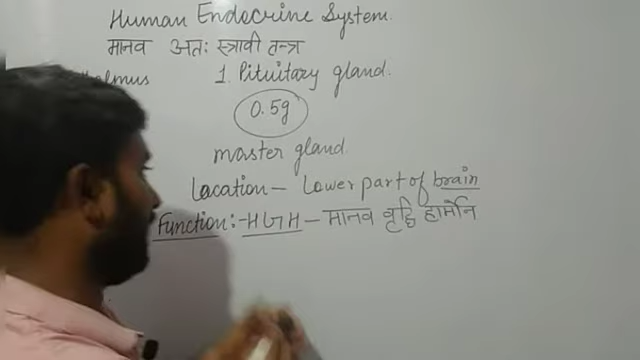 Human Endocrine System.
मानव अतः स्त्रावी तन्त्र
1. Pituitary gland.
0.5g
master gland.
Lacation - Lower part of brain
Function:- HGH - मानव वृद्धि हार्मोन